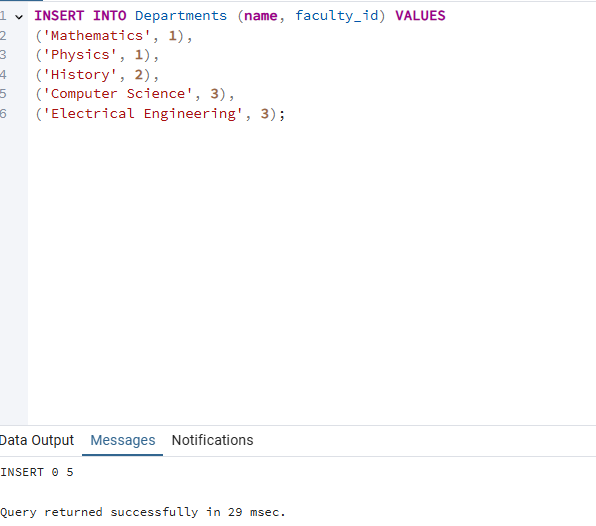 1 INSERT INTO Departments (name, faculty_id) VALUES
2 ('Mathematics', 1),
3 ('Physics', 1),
4 ('History', 2),
5 ('Computer Science', 3),
6 ('Electrical Engineering', 3);
Data Output Messages Notifications
INSERT 0 5
Query returned successfully in 29 msec.